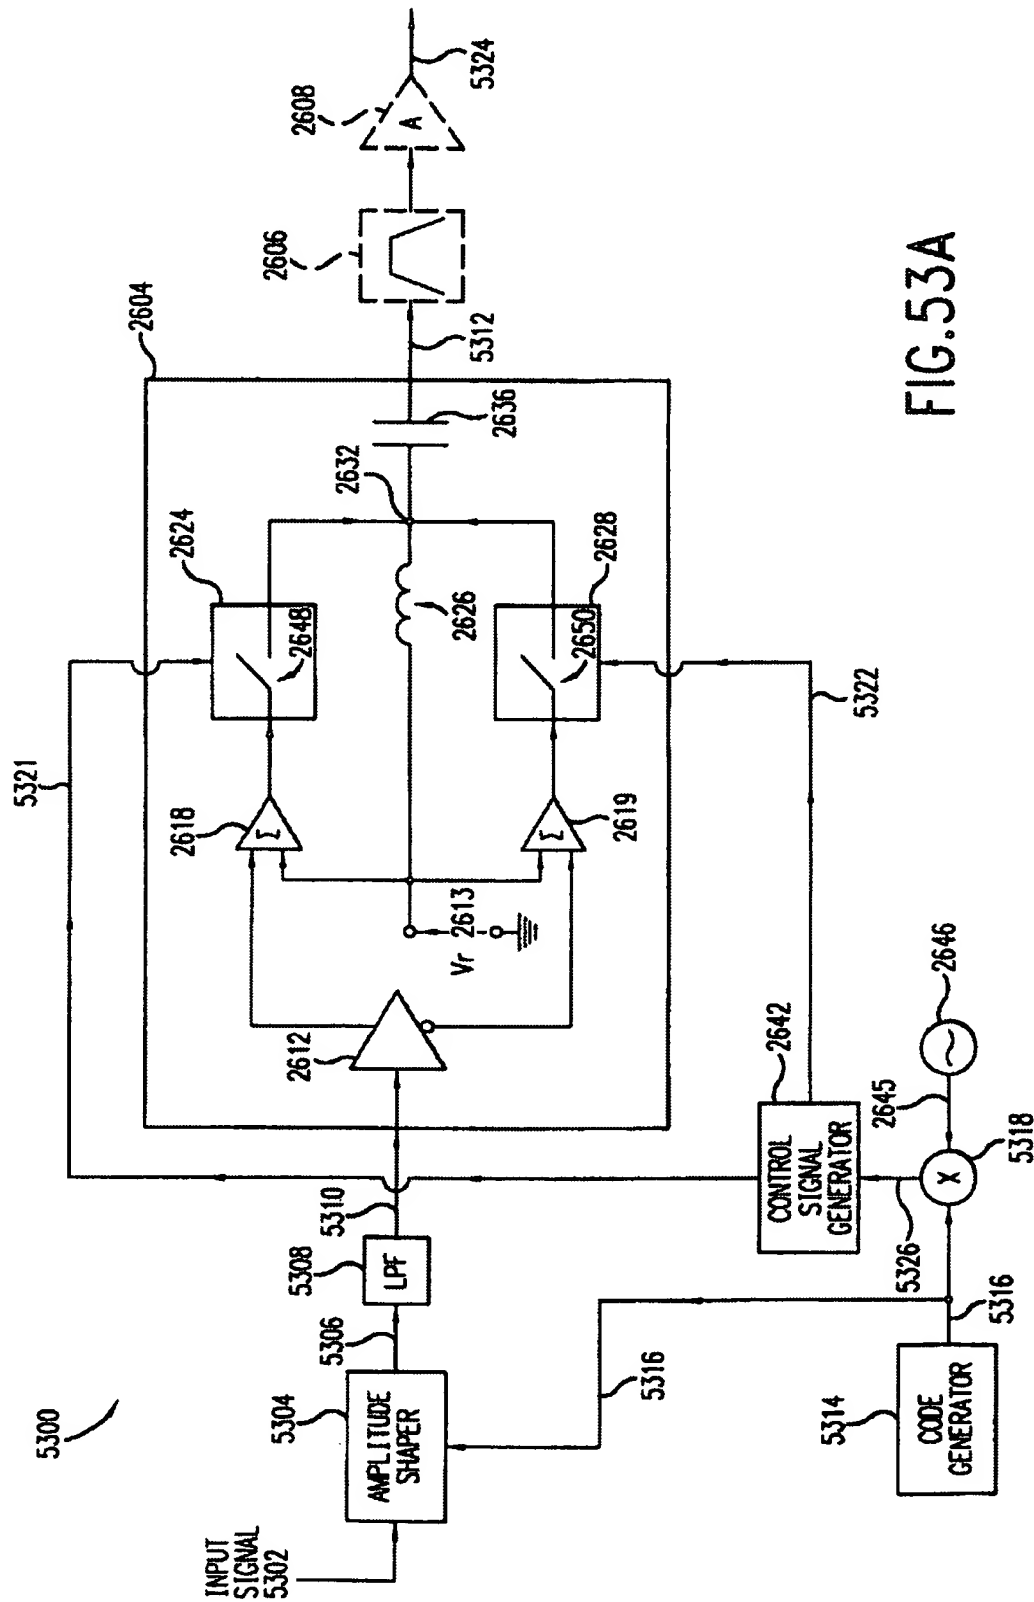 5300
INPUT
SIGNAL
5302
5304
AMPLITUDE
SHAPER
5306
5308
LPF
5310
5316
5314
CODE
GENERATOR
5316
5318
X
5326
2645
2646
2642
CONTROL
SIGNAL
GENERATOR
5321
5322
2604
2612
Vr
2613
2618
Σ
2619
Σ
2624
2648
2626
2628
2650
2632
2636
5312
2606
2608
A
5324
FIG.53A